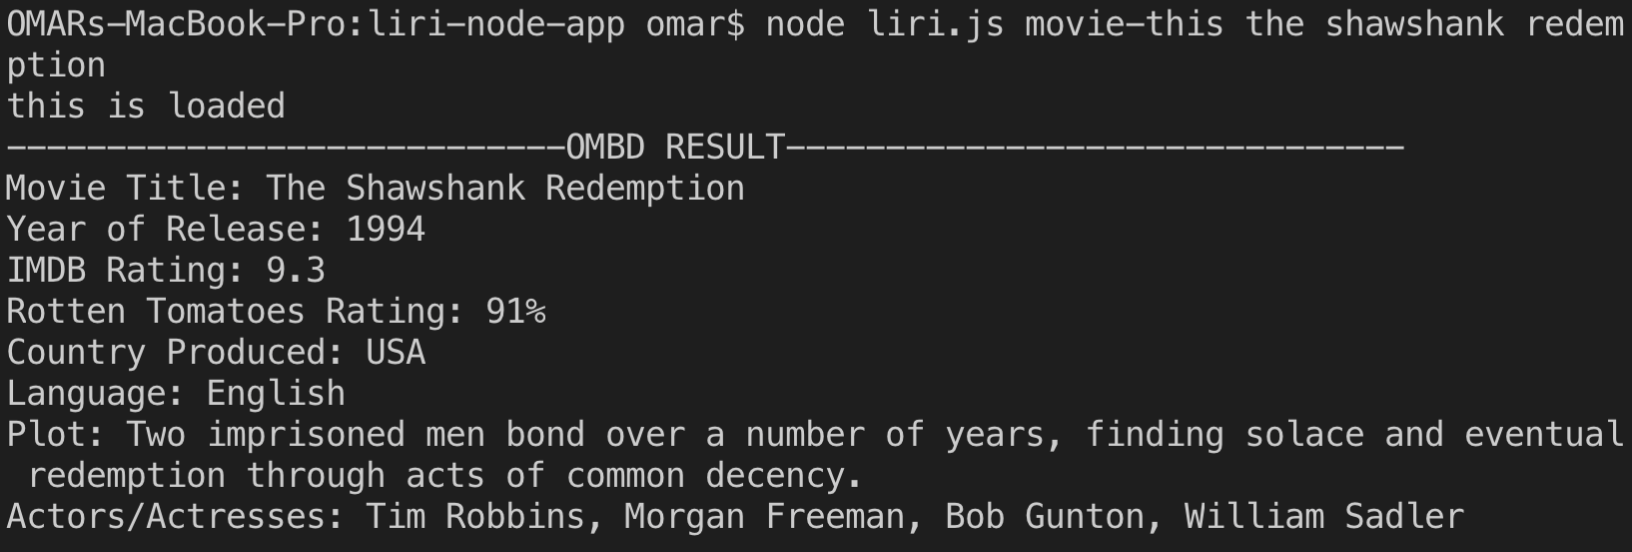 OMARs-MacBook-Pro:liri-node-app omar$ node liri.js movie-this the shawshank redem
ption
this is loaded
----------------------------OMBD RESULT-------------------------------
Movie Title: The Shawshank Redemption
Year of Release: 1994
IMDB Rating: 9.3
Rotten Tomatoes Rating: 91%
Country Produced: USA
Language: English
Plot: Two imprisoned men bond over a number of years, finding solace and eventual
 redemption through acts of common decency.
Actors/Actresses: Tim Robbins, Morgan Freeman, Bob Gunton, William Sadler